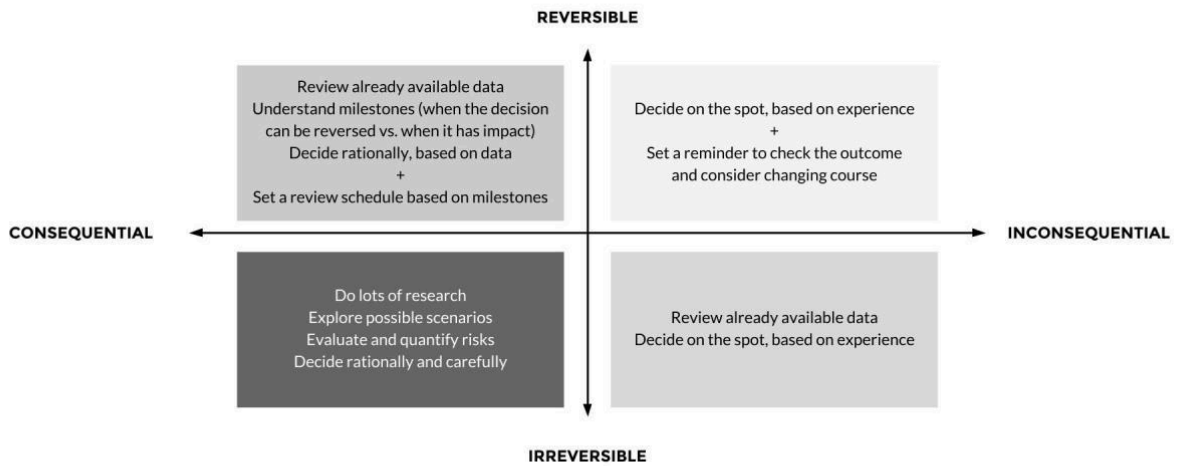 REVERSIBLE
Review already available data
Understand milestones (when the decision
can be reversed vs. when it has impact)
Decide rationally, based on data
+
Set a review schedule based on milestones
Decide on the spot, based on experience
+
Set a reminder to check the outcome
and consider changing course
CONSEQUENTIAL
INCONSEQUENTIAL
Do lots of research
Explore possible scenarios
Evaluate and quantify risks
Decide rationally and carefully
Review already available data
Decide on the spot, based on experience
IRREVERSIBLE